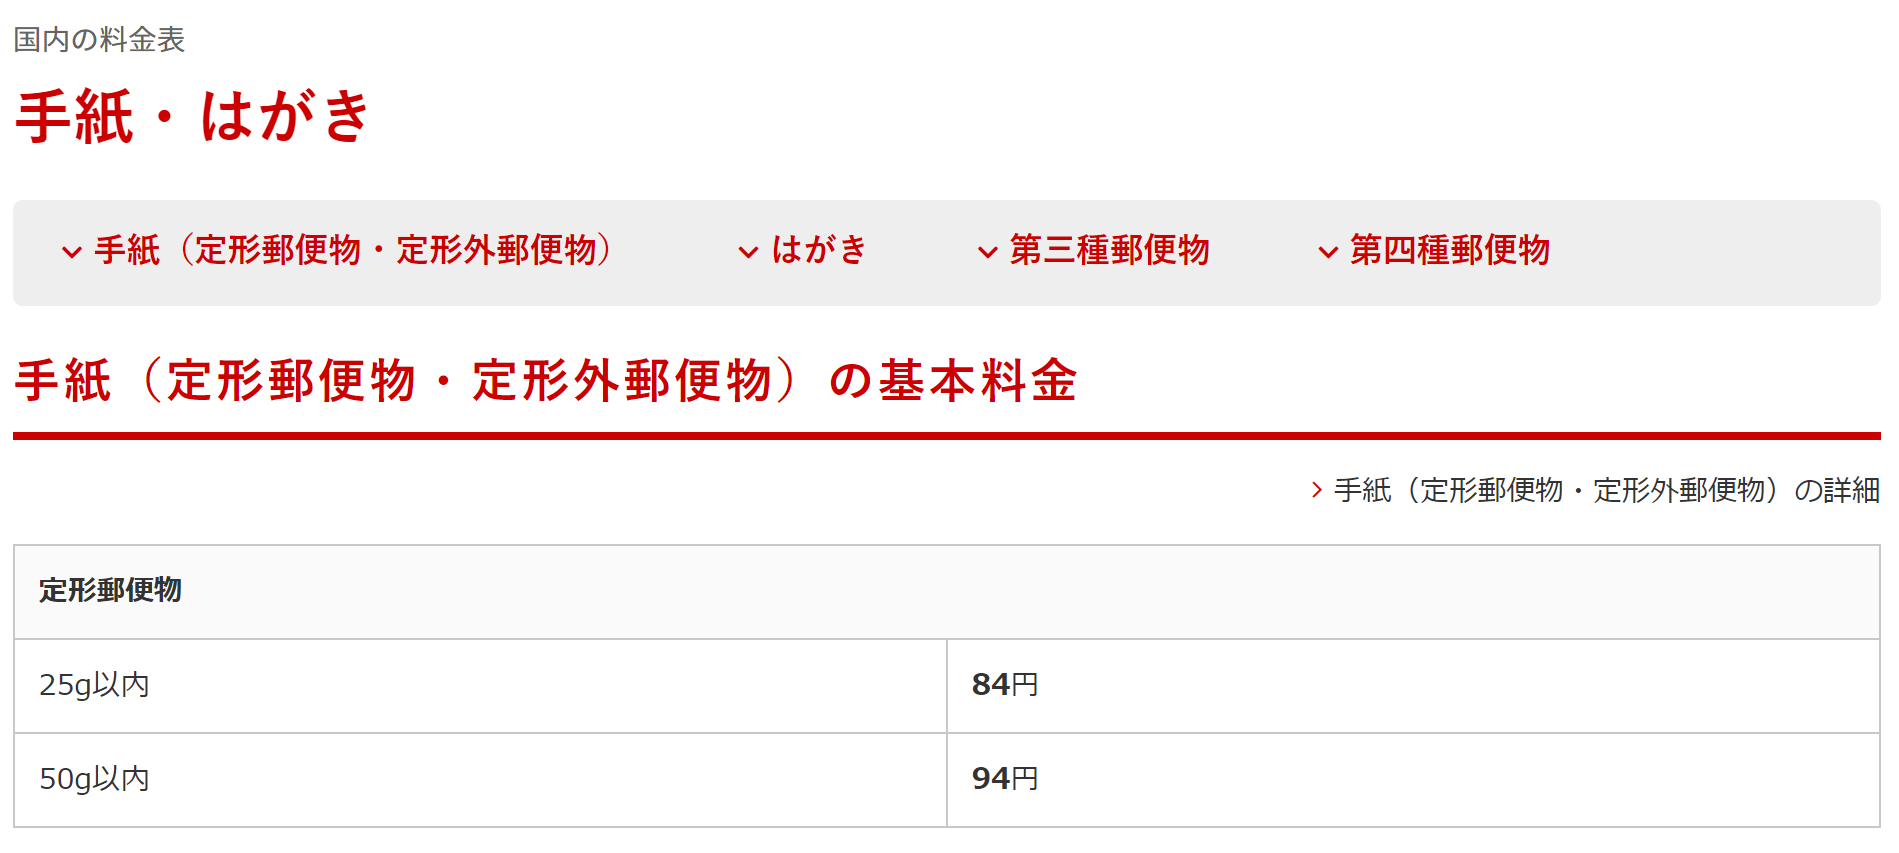 国内の料金表
手紙・はがき
手紙（定形郵便物・定形外郵便物） はがき 第三種郵便物 第四種郵便物
手紙（定形郵便物・定形外郵便物）の基本料金
手紙（定形郵便物・定形外郵便物）の詳細
定形郵便物
25g以内 84円
50g以内 94円